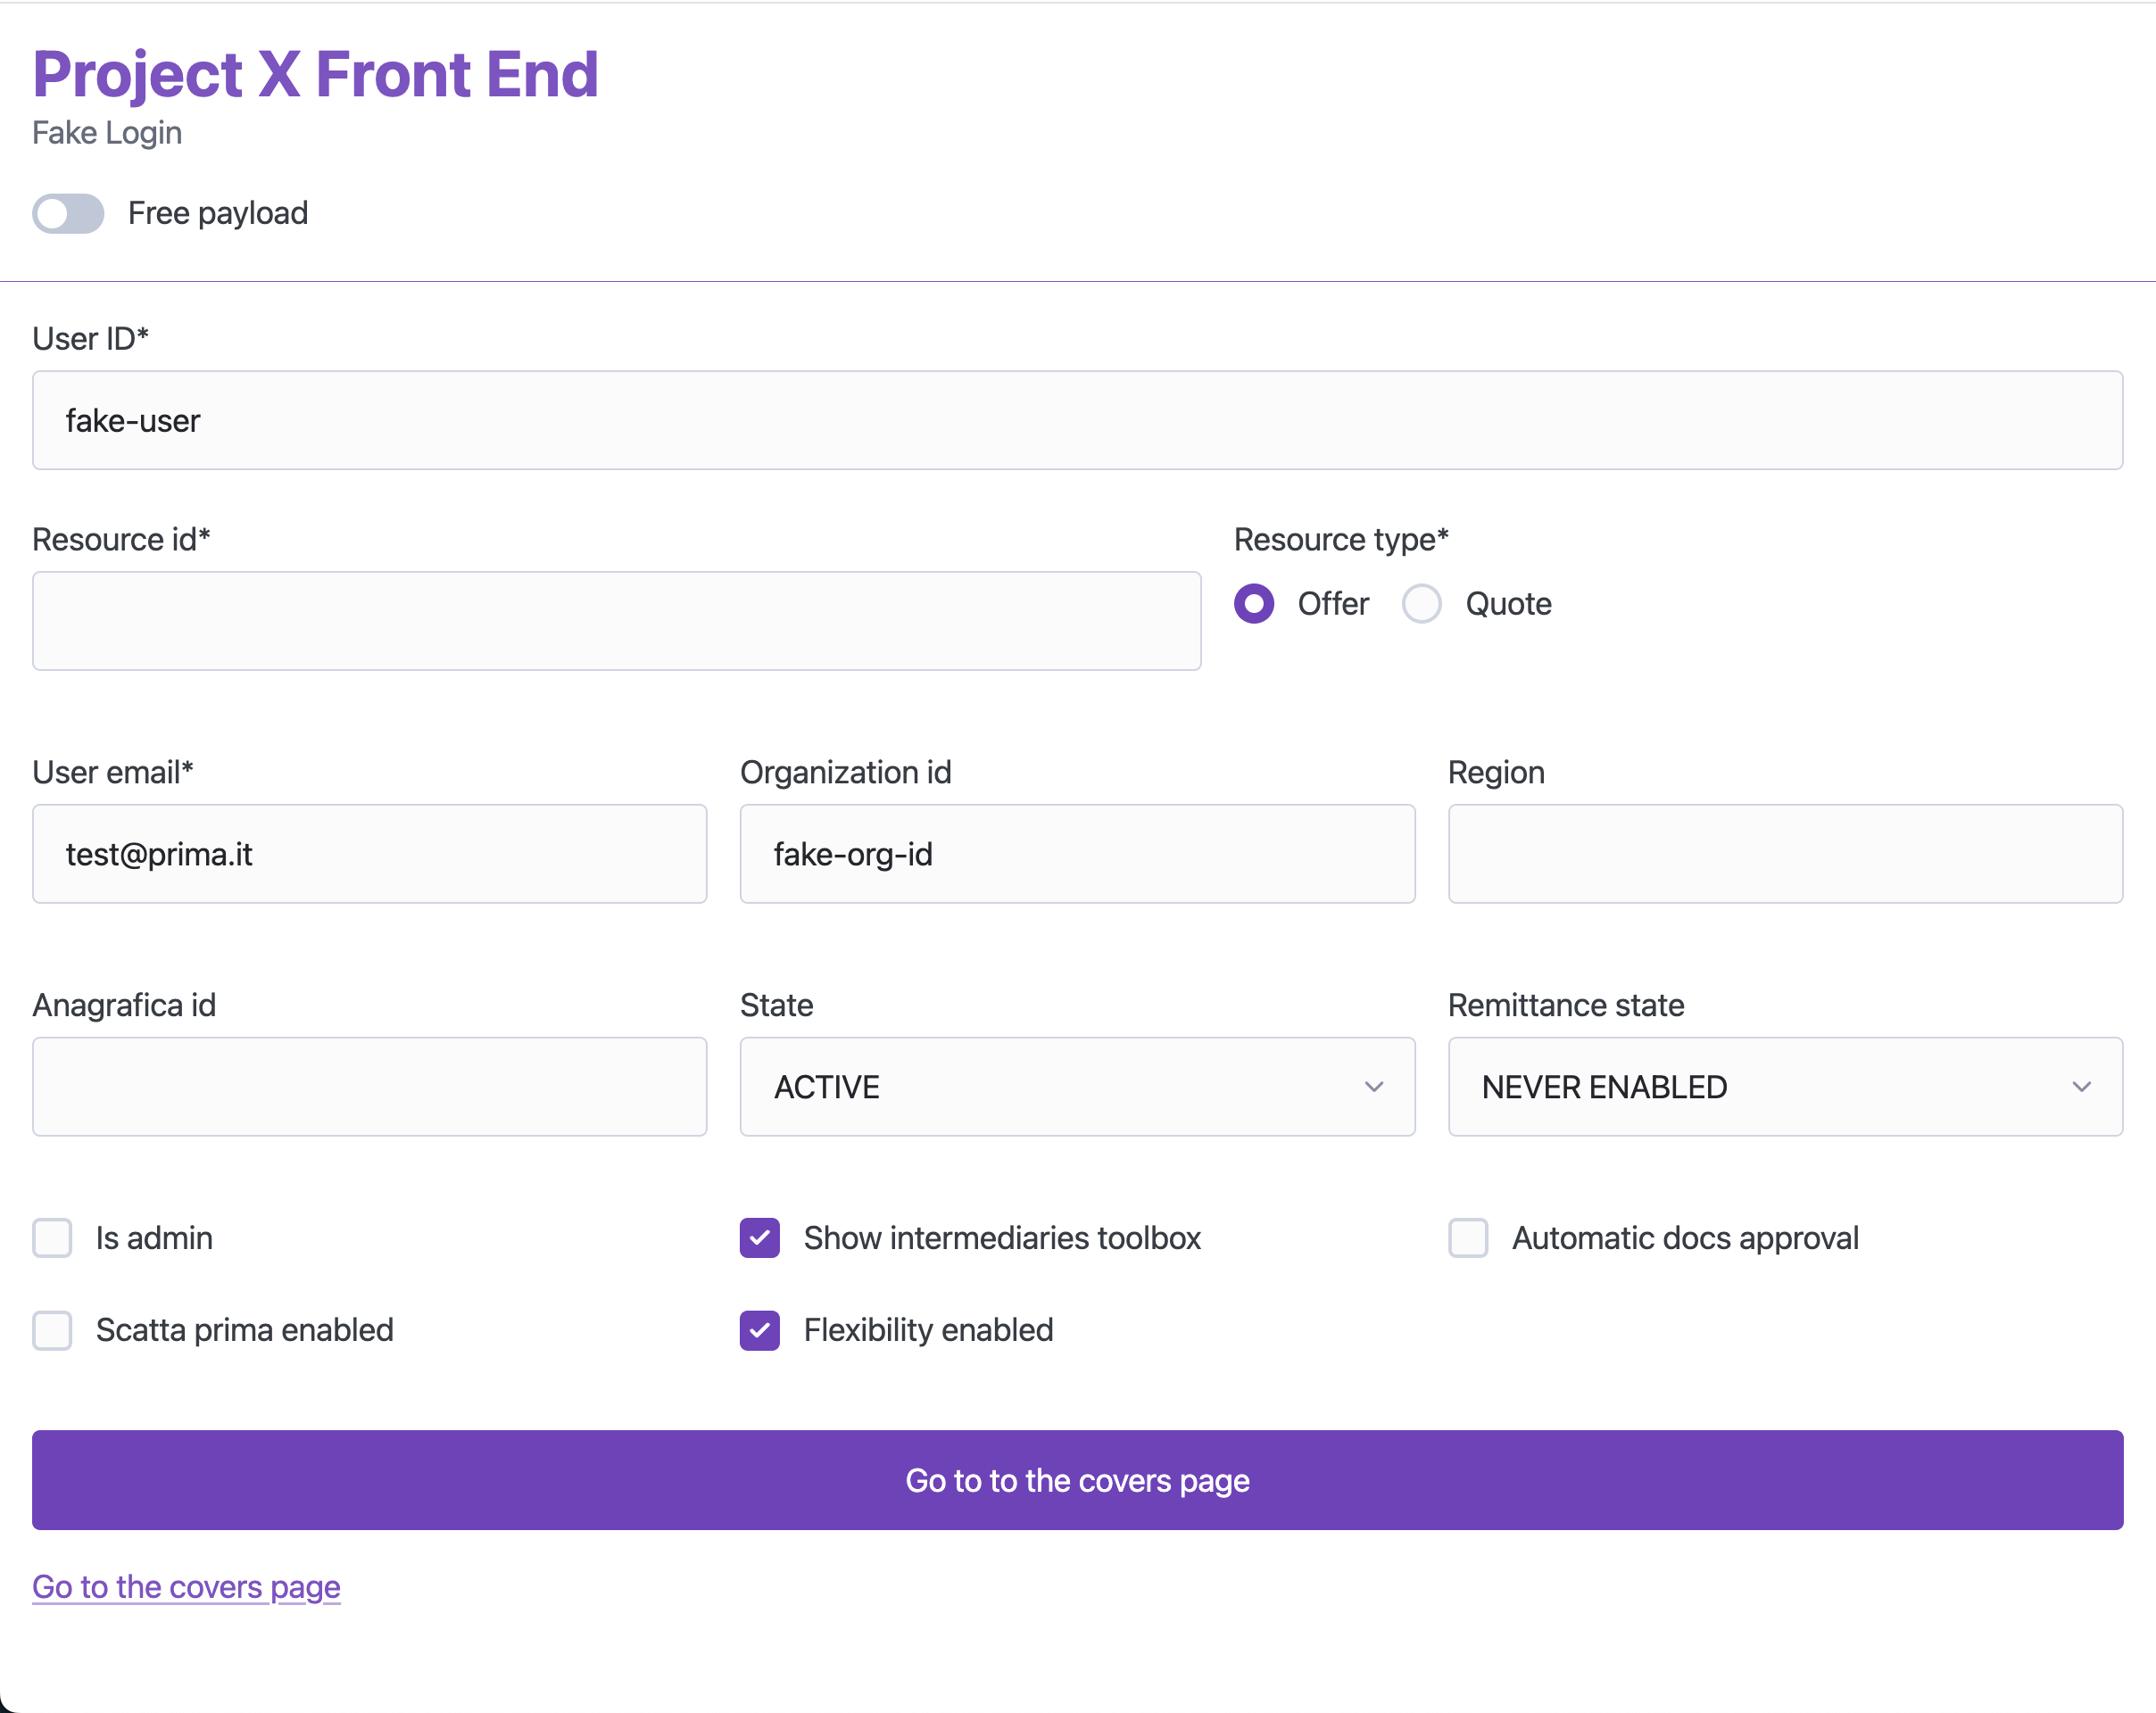 Project X Front End
Fake Login
Free payload
User ID*
fake-user
Resource id*
Resource type*
Offer
Quote
User email*
Organization id
Region
test@prima.it
fake-org-id
Anagrafica id
State
Remittance state
ACTIVE
NEVER ENABLED
Is admin
Show intermediaries toolbox
Automatic docs approval
Scatta prima enabled
Flexibility enabled
Go to to to the covers page
Go to the covers page